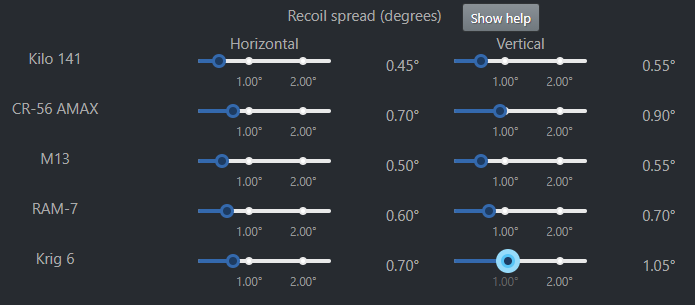 Recoil spread (degrees) Show help
Horizontal Vertical
Kilo 141 0.45° 0.55°
1.00° 2.00° 1.00° 2.00°
CR-56 AMAX 0.70° 0.90°
1.00° 2.00° 1.00° 2.00°
M13 0.50° 0.55°
1.00° 2.00° 1.00° 2.00°
RAM-7 0.60° 0.70°
1.00° 2.00° 1.00° 2.00°
Krig 6 0.70° 1.05°
1.00° 2.00° 1.00° 2.00°